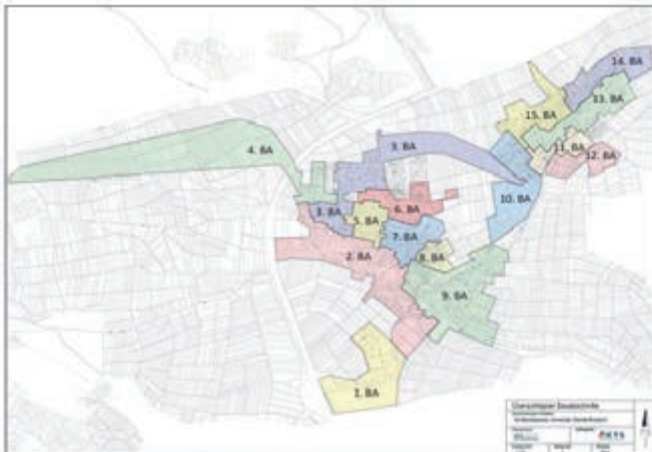 14. BA
13. BA
15. BA
4. BA
3. BA
11. BA
12. BA
10. BA
6. BA
3. BA
5. BA
7. BA
2. BA
8. BA
9. BA
1. BA
Übersichtsplan Bauabschnitte